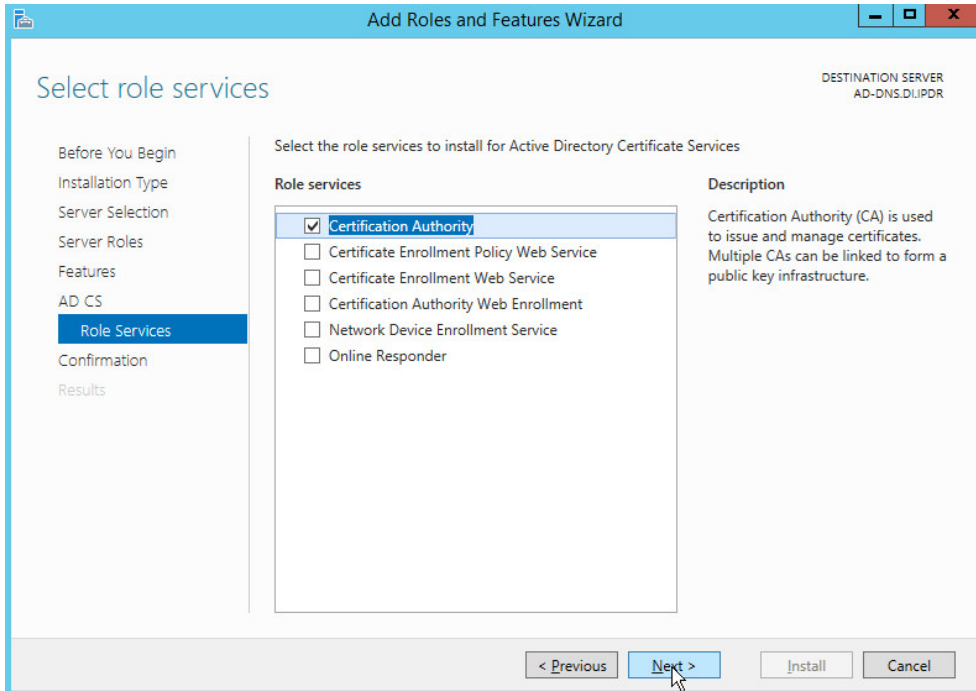 Add Roles and Features Wizard
Select role services
DESTINATION SERVER
AD-DNS.DI.IPDR
Before You Begin
Installation Type
Server Selection
Server Roles
Features
AD CS
Role Services
Confirmation
Results
Select the role services to install for Active Directory Certificate Services
Role services
Certification Authority
Certificate Enrollment Policy Web Service
Certificate Enrollment Web Service
Certification Authority Web Enrollment
Network Device Enrollment Service
Online Responder
Description
Certification Authority (CA) is used
to issue and manage certificates.
Multiple CAs can be linked to form a
public key infrastructure.
< Previous
Next >
Install
Cancel